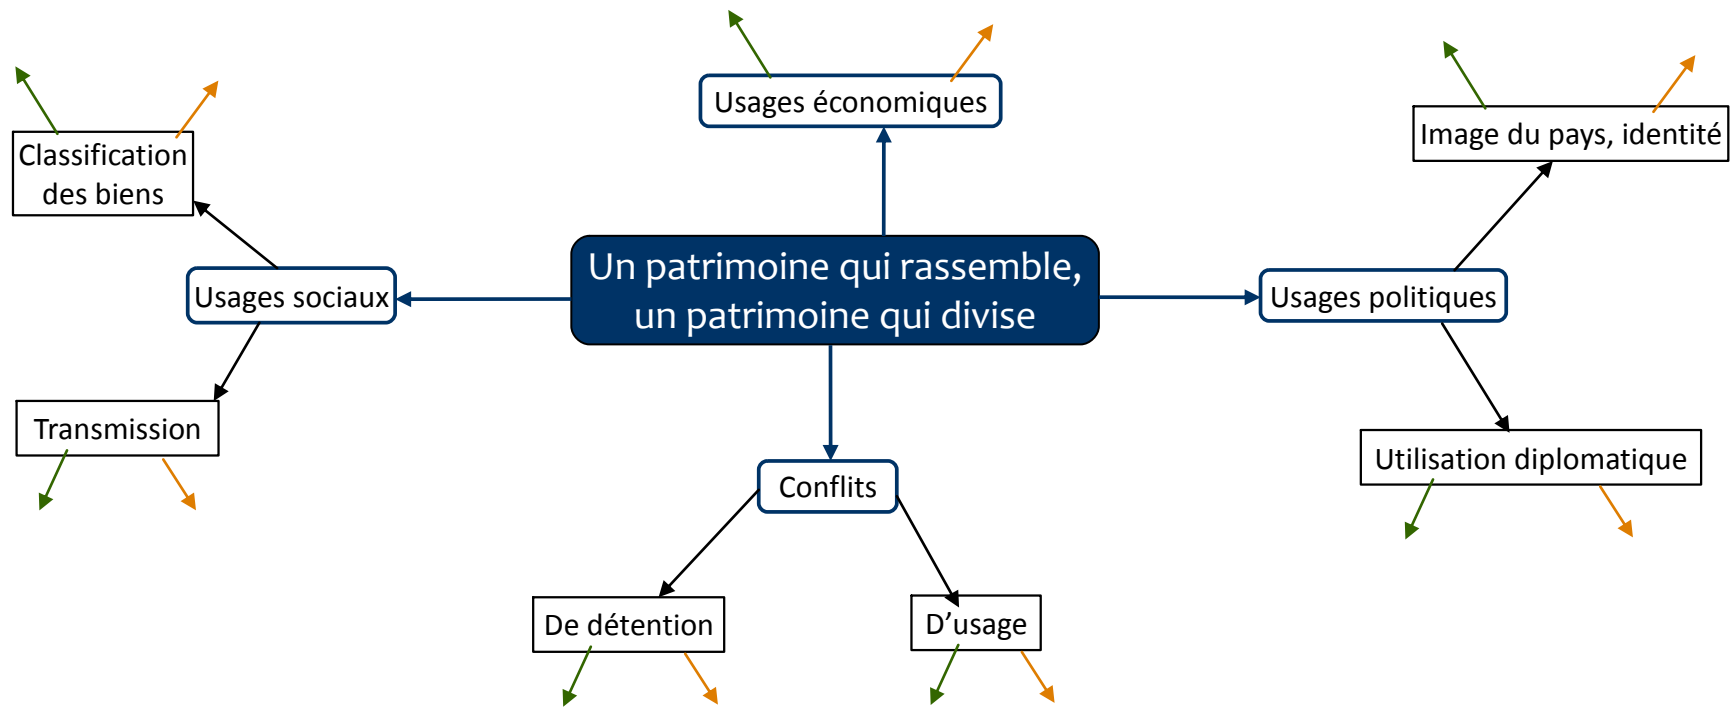 Usages économiques
Classification
des biens
Image du pays, identité
Un patrimoine qui rassemble,
un patrimoine qui divise
Usages sociaux
Usages politiques
Transmission
Utilisation diplomatique
Conflits
De détention
D’usage